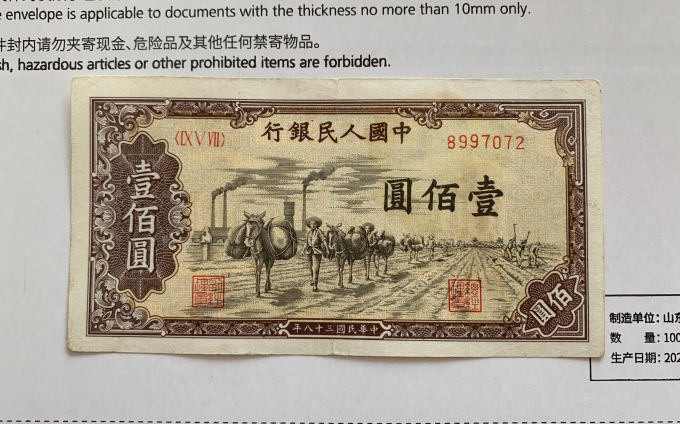 e envelope is applicable to documents with the thickness no more than 10mm only.
件封内请勿夹寄现金、危险品及其他任何禁寄物品。
sh, hazardous articles or other prohibited items are forbidden.
行銀民人國中
〈IX V VII〉
8997072
圓佰壹
壹佰圓
佰圓
年八十三國民華中
制造单位：山东
数 量：100
生产日期：202